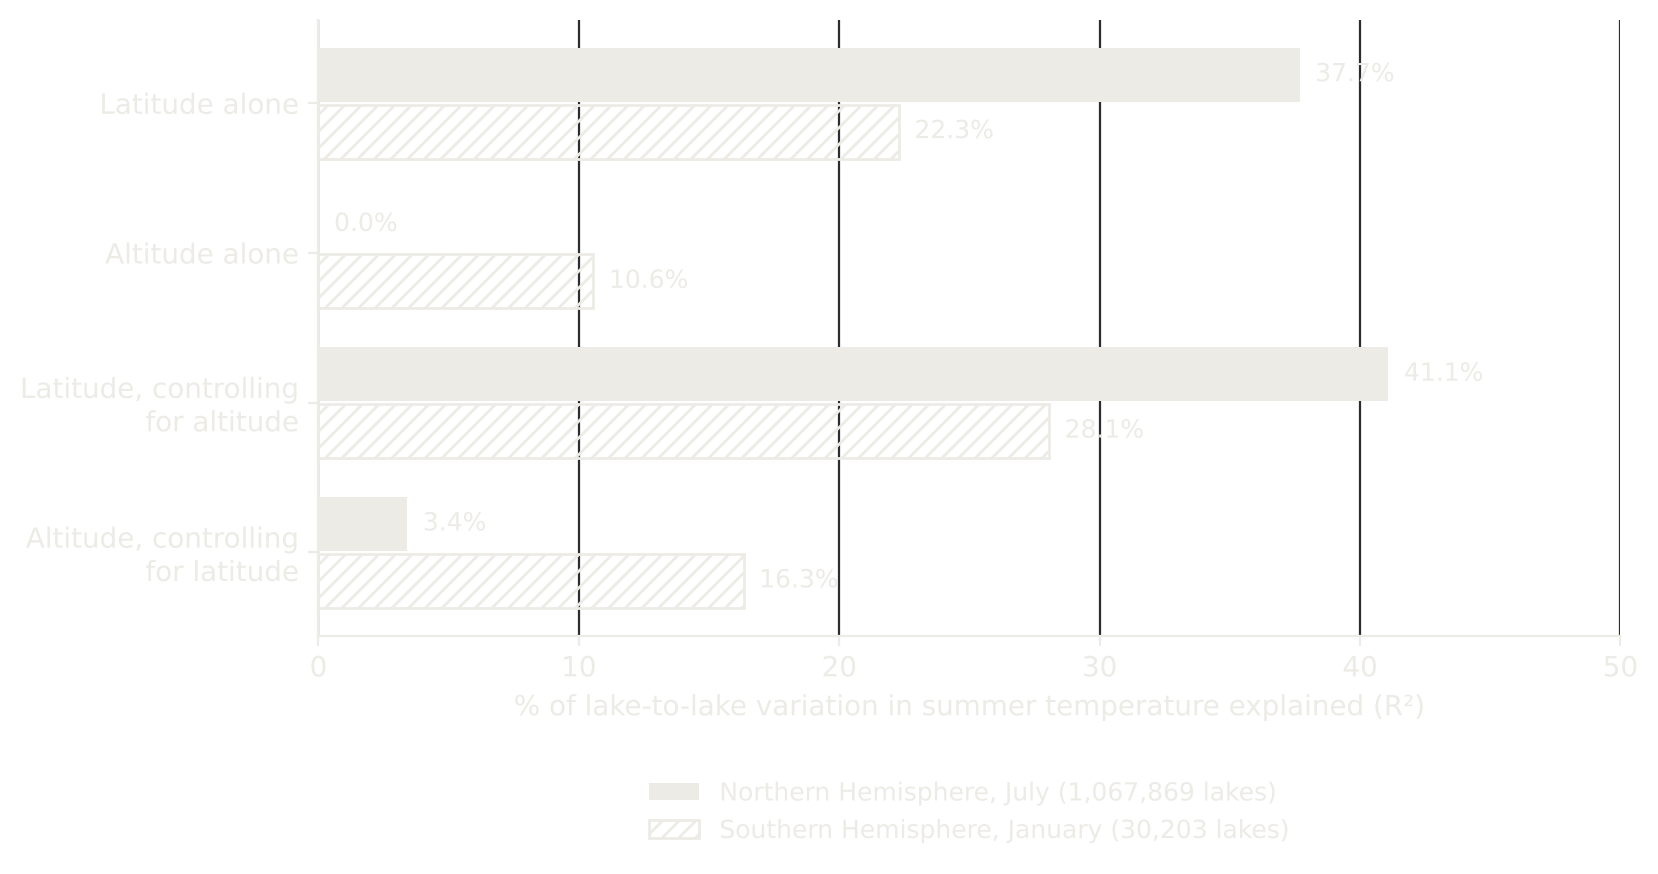 37.7%
Latitude alone
22.3%
0.0%
Altitude alone
10.6%
41.1%
Latitude, controlling
for altitude
28.1%
3.4%
Altitude, controlling
for latitude
16.3%
0 10 20 30 40 50
% of lake-to-lake variation in summer temperature explained (R²)
Northern Hemisphere, July (1,067,869 lakes)
Southern Hemisphere, January (30,203 lakes)